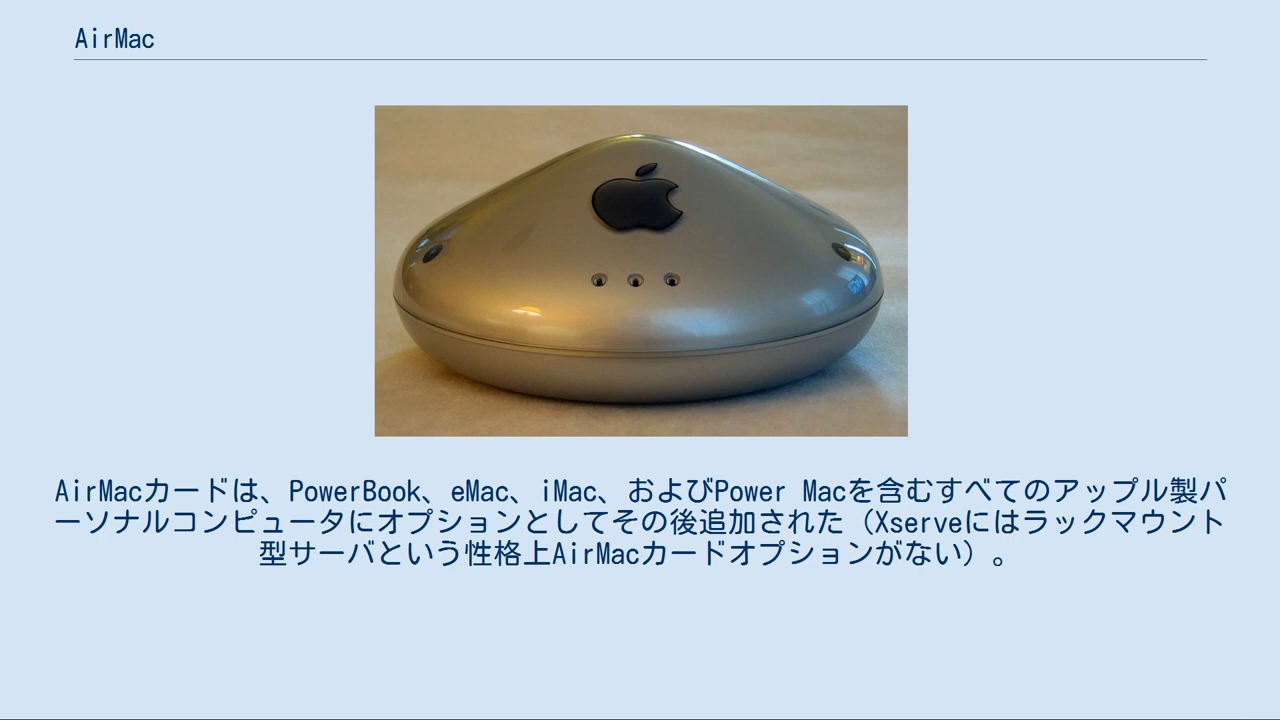 AirMac
AirMacカードは、PowerBook、eMac、iMac、およびPower Macを含むすべてのアップル製パ
ーソナルコンピュータにオプションとしてその後追加された（Xserveにはラックマウント
型サーバという性格上AirMacカードオプションがない）。